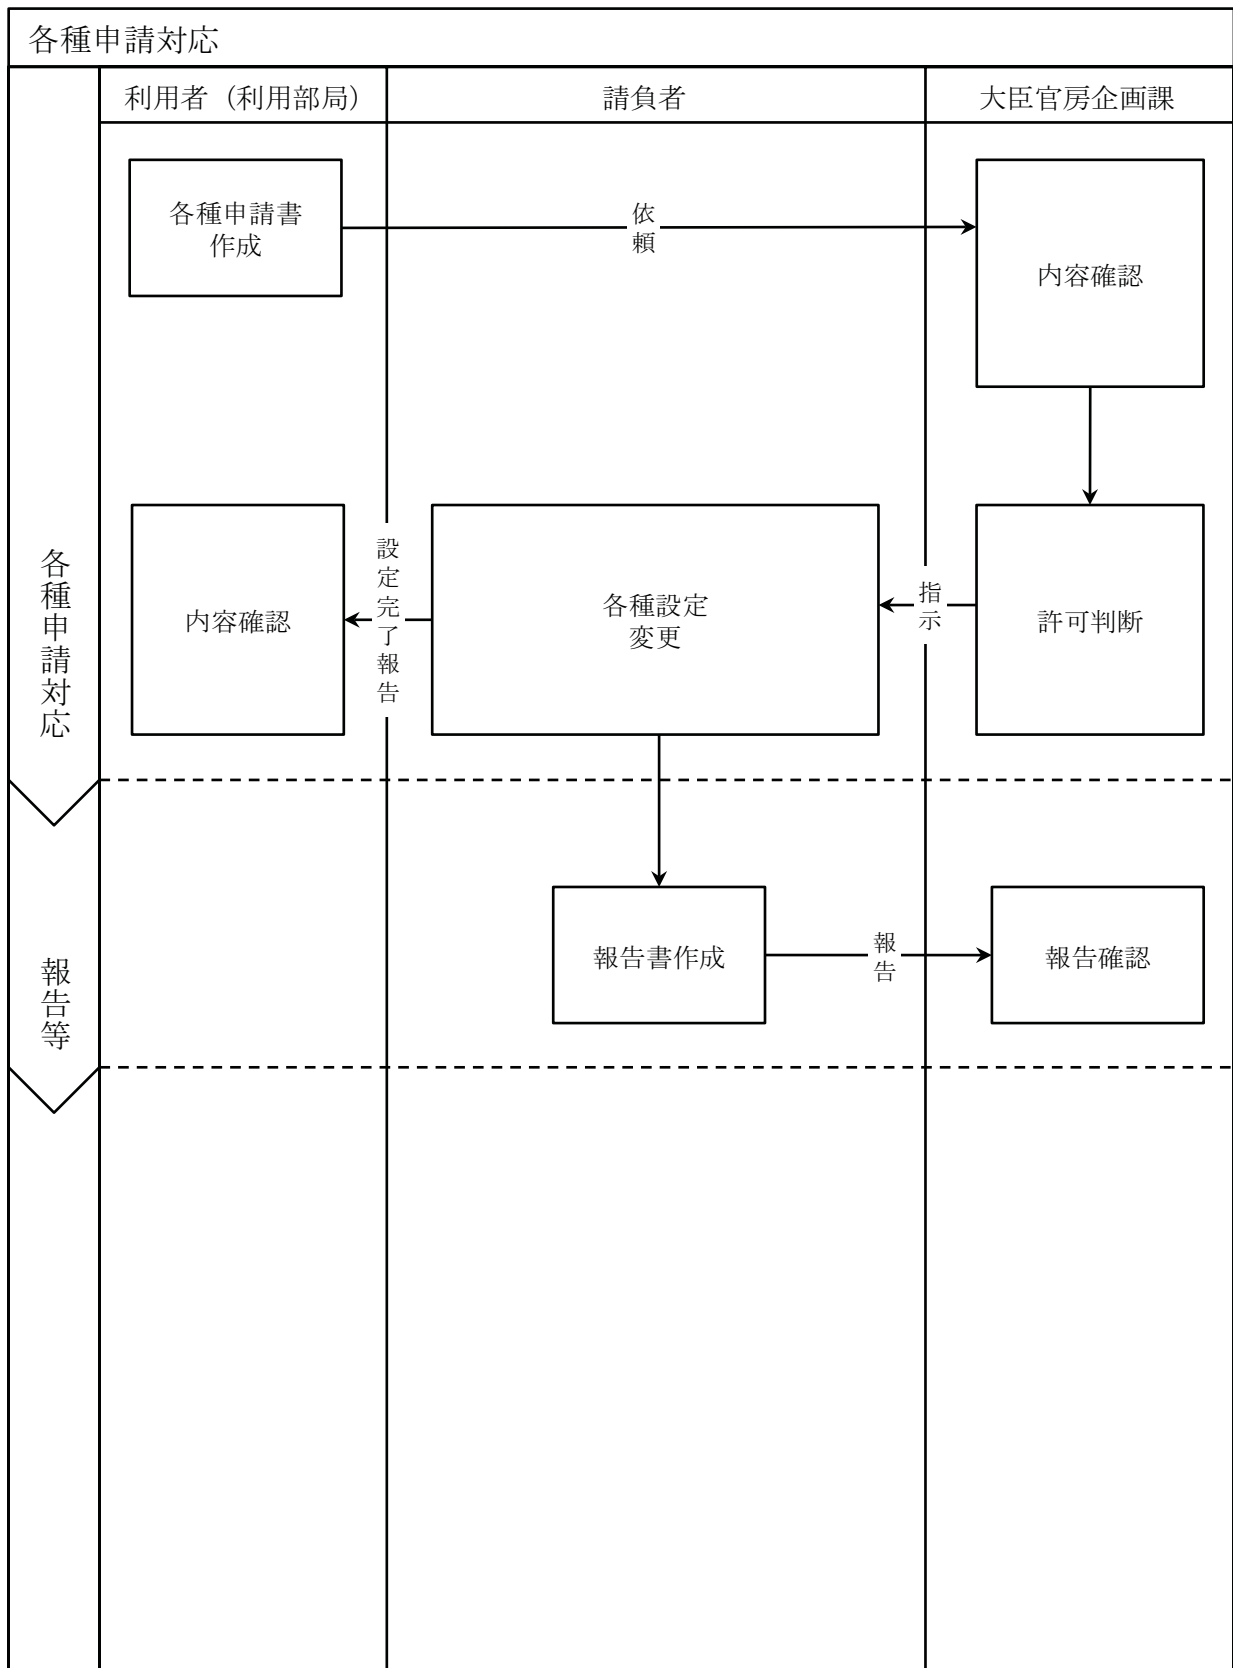 各種申請対応
利用者（利用部局）
請負者
大臣官房企画課
各種申請書
作成
依頼
内容確認
各種申請対応
内容確認
設定完了報告
各種設定
変更
指示
許可判断
報告等
報告書作成
報告
報告確認